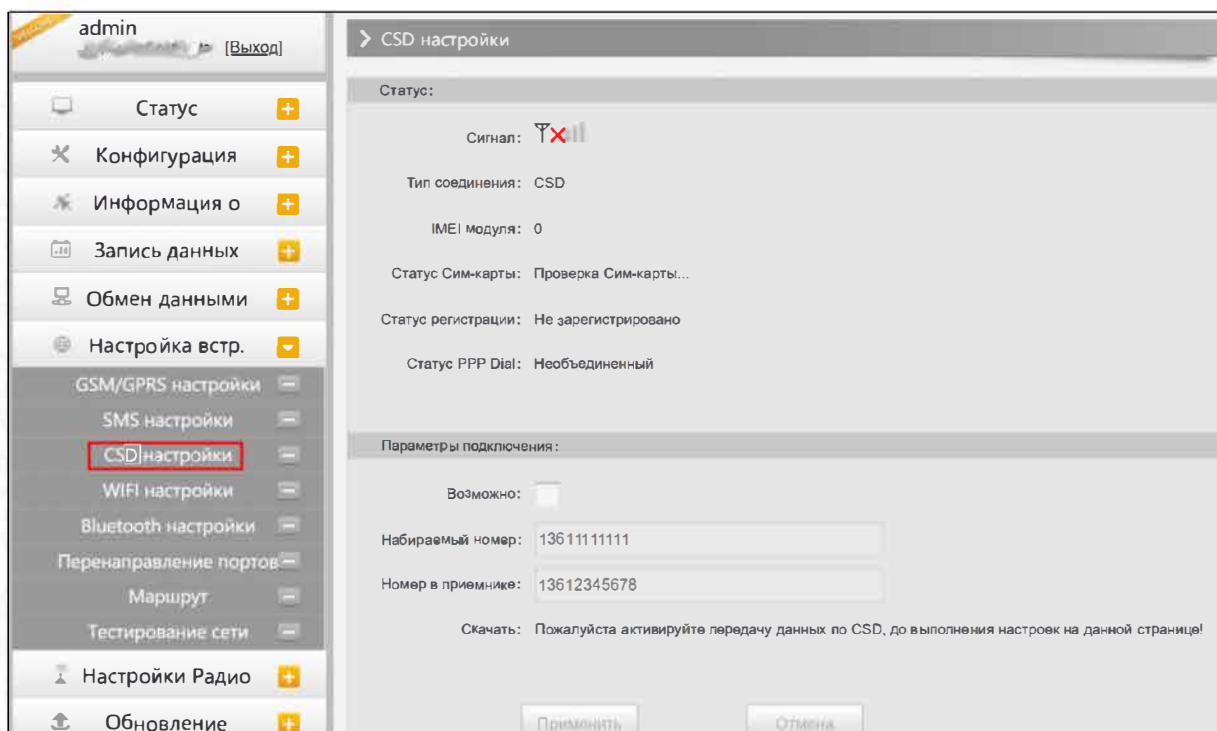 admin
[Выход]
Статус
Конфигурация
Информация о
Запись данных
Обмен данными
Настройка встр.
GSM/GPRS настройки
SMS настройки
CSD настройки
WIFI настройки
Bluetooth настройки
Перенаправление портов
Маршрут
Тестирование сети
Настройки Радио
Обновление
CSD настройки
Статус:
Сигнал:
Тип соединения: CSD
IMEI модуля: 0
Статус Сим-карты: Проверка Сим-карты...
Статус регистрации: Не зарегистрировано
Статус PPP Dial: Необъединенный
Параметры подключения:
Возможно:
Набираемый номер: 13611111111
Номер в приемнике: 13612345678
Скачать: Пожалуйста активируйте передачу данных по CSD, до выполнения настроек на данной странице!
Применить Отмена